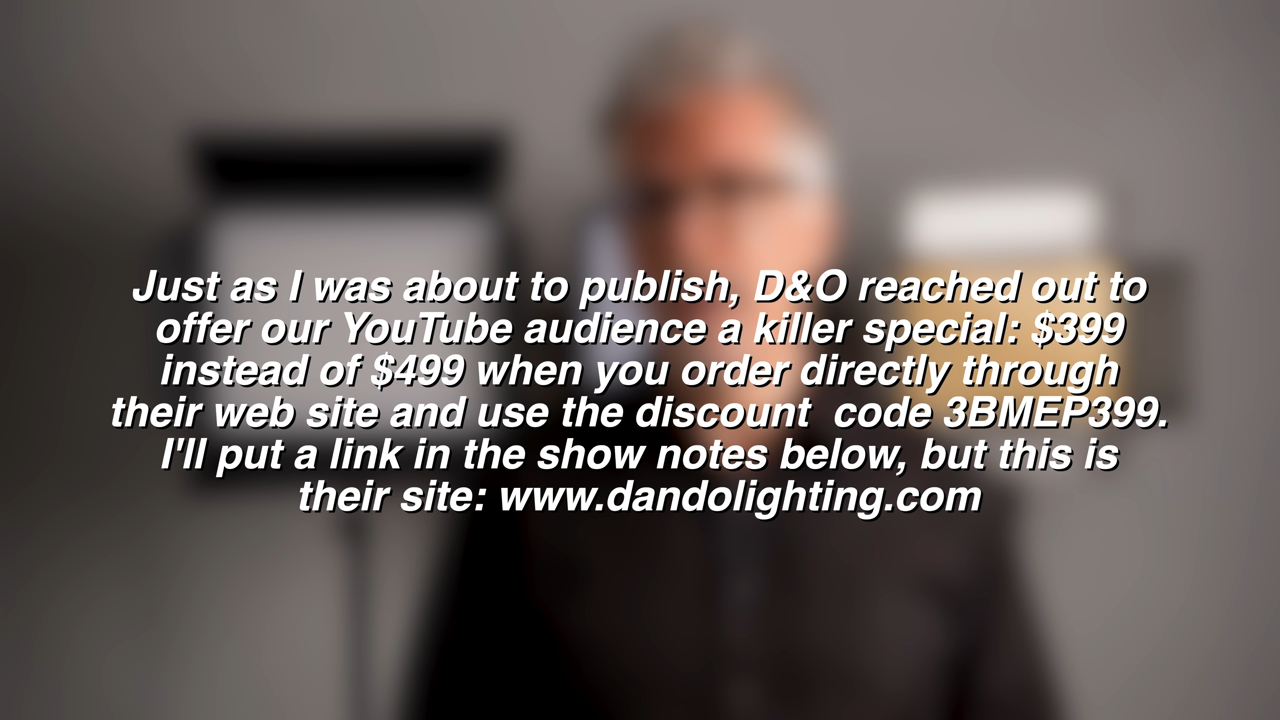 Just as I was about to publish, D&O reached out to
offer our YouTube audience a killer special: $399
instead of $499 when you order directly through
their web site and use the discount  code 3BMEP399.
I'll put a link in the show notes below, but this is
their site: www.dandolighting.com